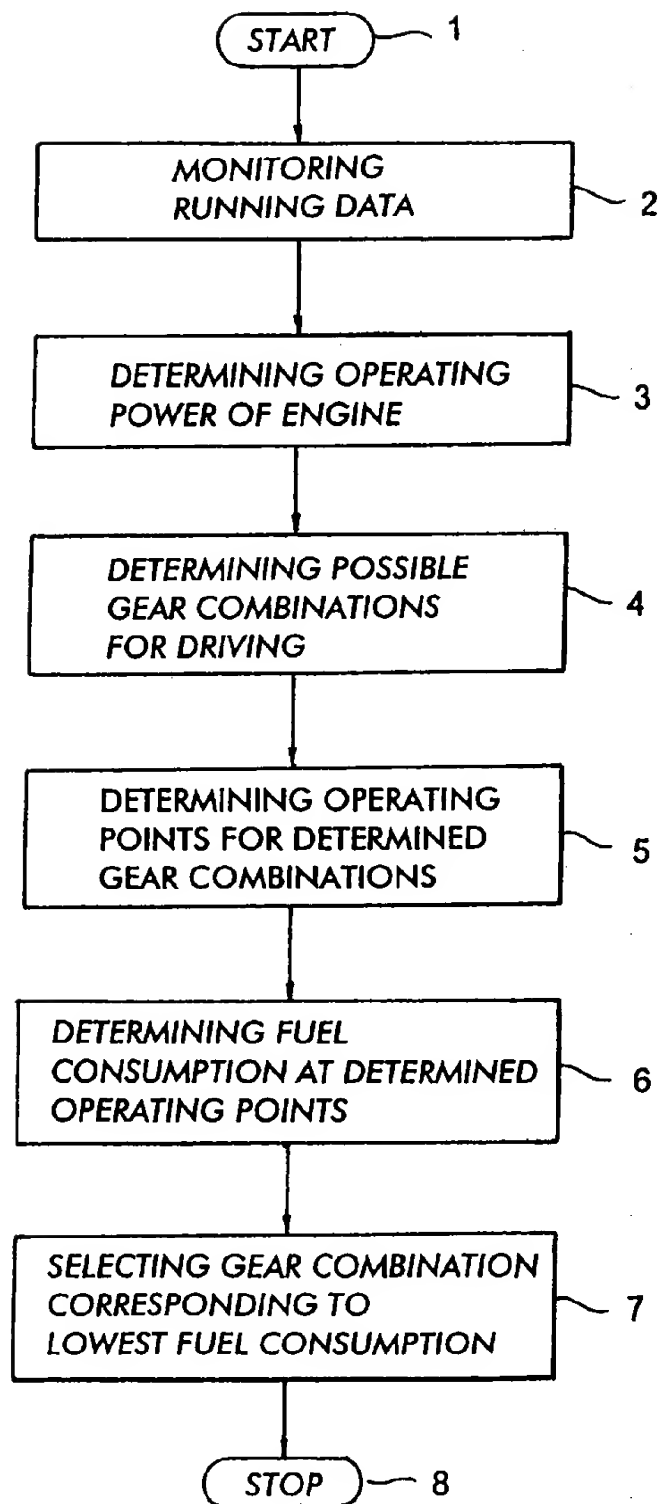 START
1
MONITORING
RUNNING DATA
2
DETERMINING OPERATING
POWER OF ENGINE
3
DETERMINING POSSIBLE
GEAR COMBINATIONS
FOR DRIVING
4
DETERMINING OPERATING
POINTS FOR DETERMINED
GEAR COMBINATIONS
5
DETERMINING FUEL
CONSUMPTION AT DETERMINED
OPERATING POINTS
6
SELECTING GEAR COMBINATION
CORRESPONDING TO
LOWEST FUEL CONSUMPTION
7
STOP
8